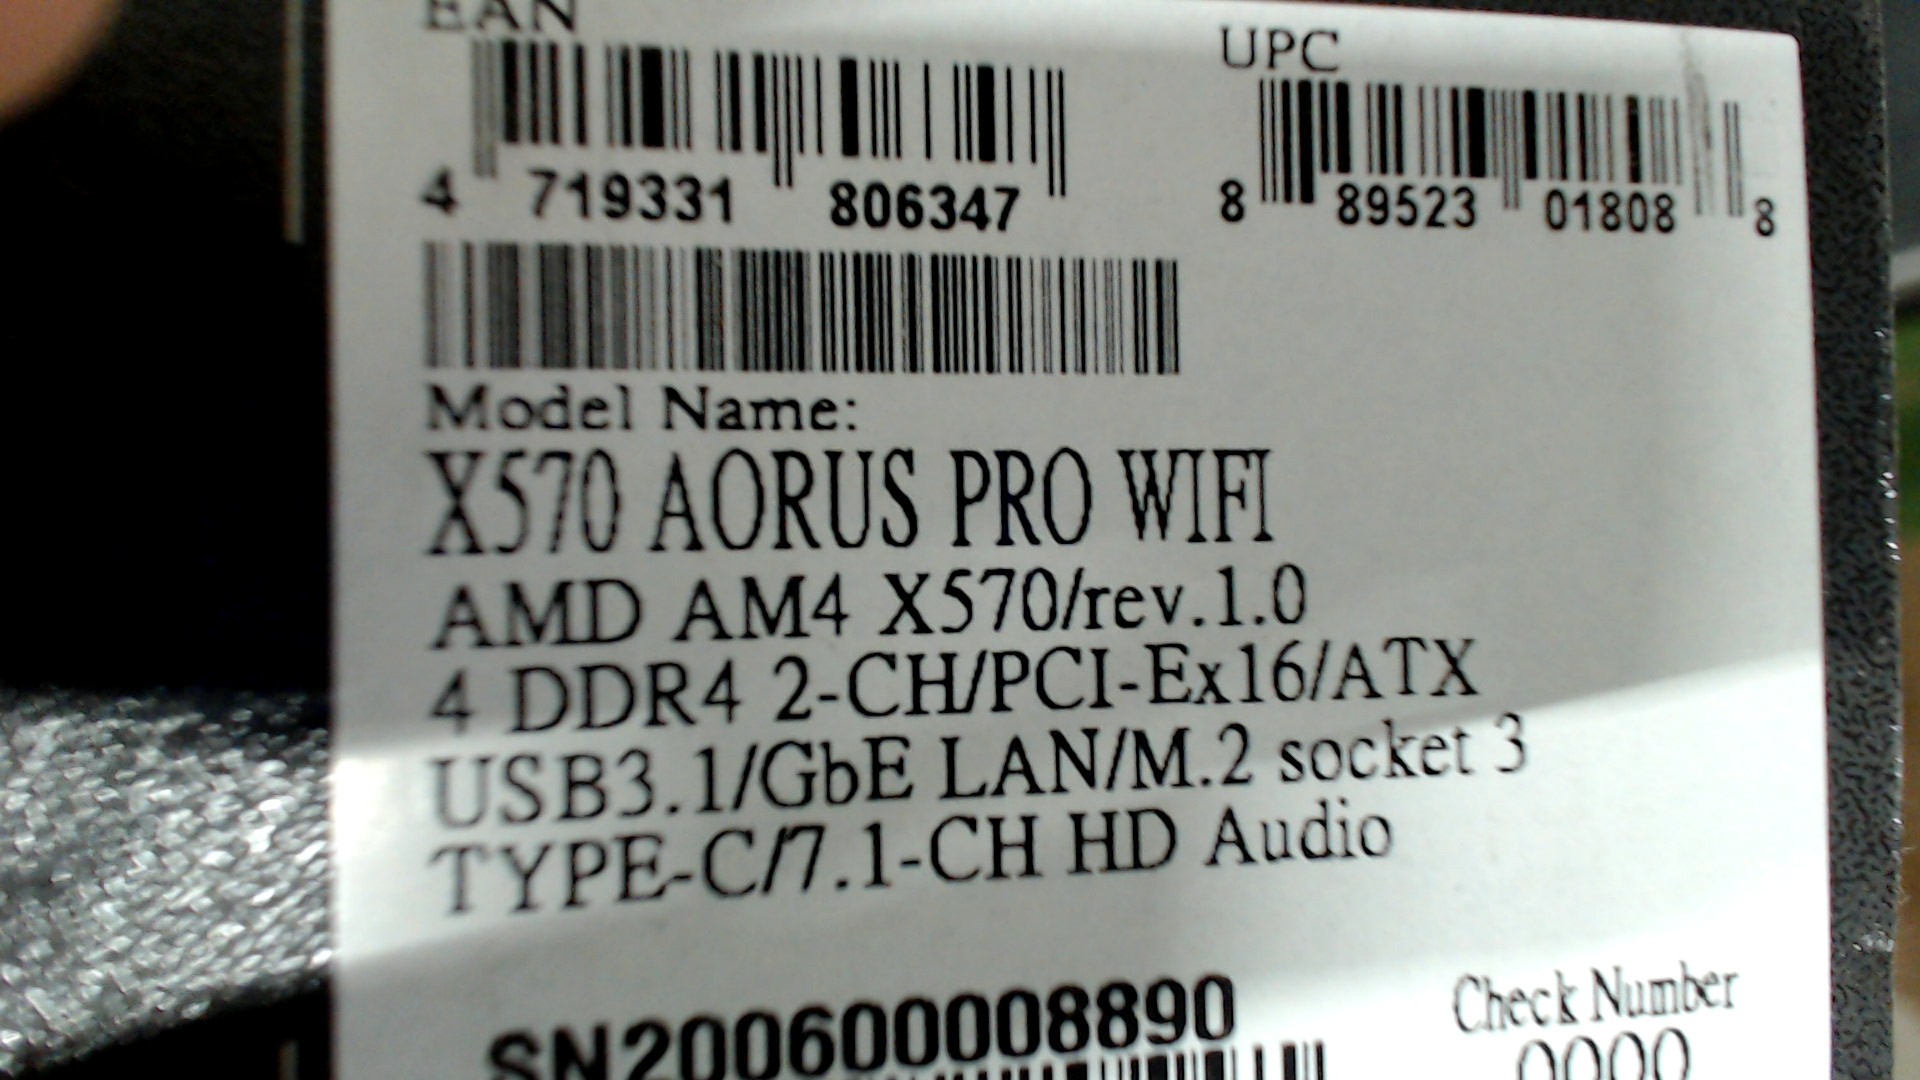 EAN
UPC
4 719331 806347
8 89523 01808 8
Model Name:
X570 AORUS PRO WIFI
AMD AM4 X570/rev.1.0
4 DDR4 2-CH/PCI-Ex16/ATX
USB3.1/GbE LAN/M.2 socket 3
TYPE-C/7.1-CH HD Audio
SN200600008890
Check Number
0000